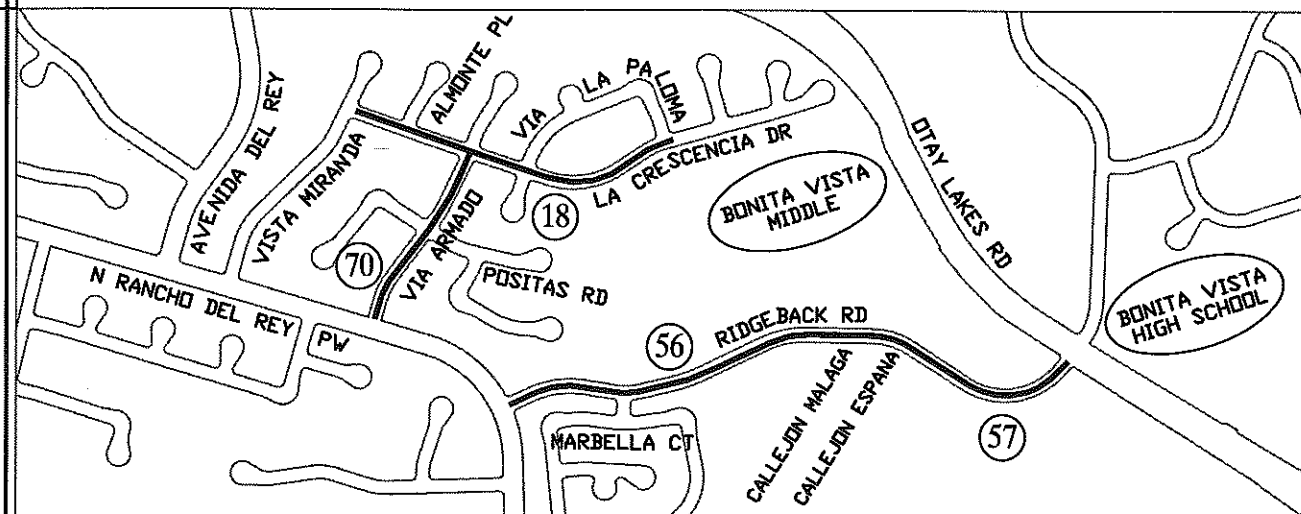 ALMONTE PL
AVENIDA DEL REY
VISTA MIRANDA
VIA LA PALOMA
LA CRESCENCIA DR
OTAY LAKES RD
BONITA VISTA
MIDDLE
18
VIA ARMADO
70
POSITAS RD
N RANCHO DEL REY
PW
BONITA VISTA
HIGH SCHOOL
56
RIDGEBACK RD
MARBELLA CT
CALLEJON MALAGA
CALLEJON ESPANA
57